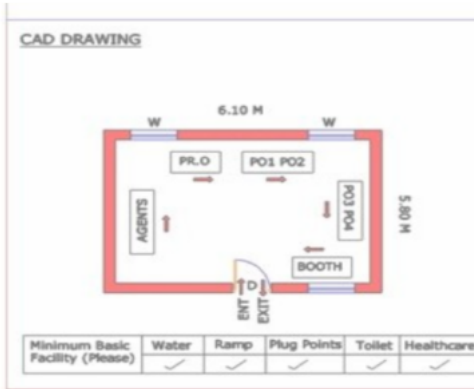 CAD DRAWING
6.10 M
W
W
PR.O
PO1 PO2
AGENTS
PO3 PO4
5.80 M
BOOTH
D
ENT
EXIT
Minimum Basic Facility (Please)
Water
Ramp
Plug Points
Toilet
Healthcare